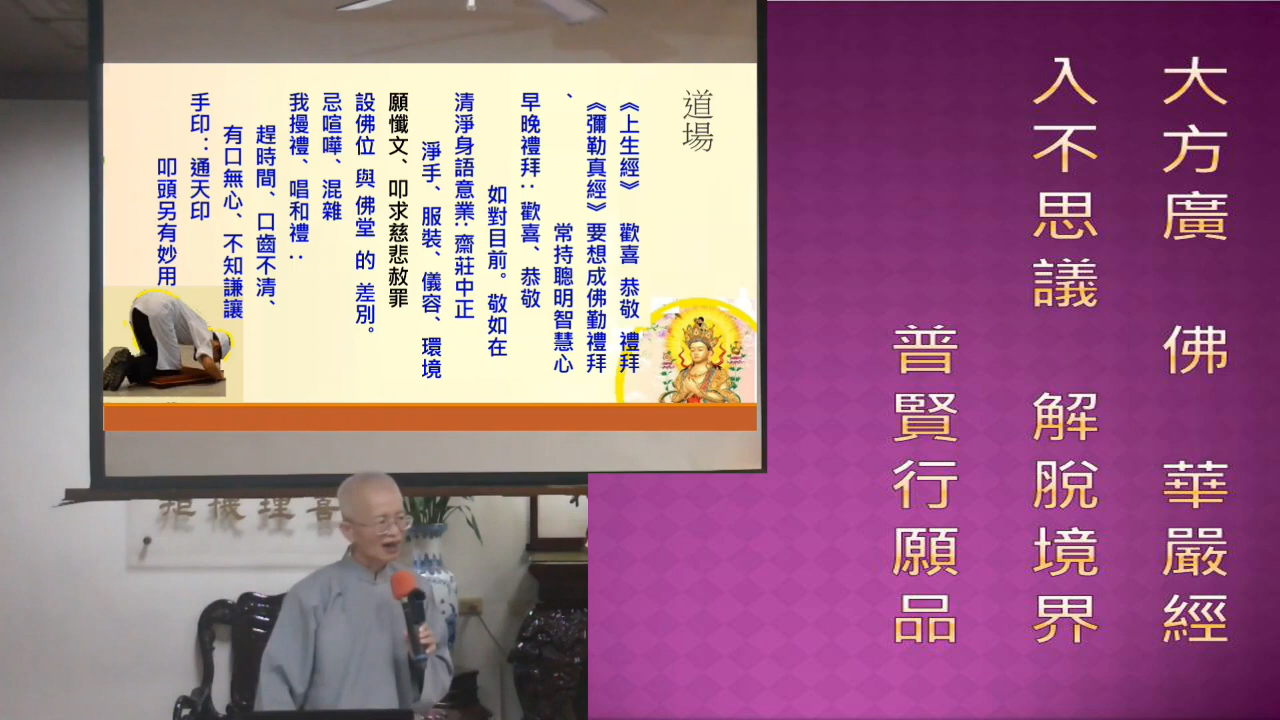 大方廣 佛 華嚴經
入不思議 解脫境界
普賢行願品
道場
《上生經》 歡喜 恭敬 禮拜
《彌勒真經》要想成佛勤禮拜
、 常持聰明智慧心
早晚禮拜：歡喜、恭敬
如對目前。敬如在
清淨身語意業：齋莊中正
淨手、服裝、儀容、環境
願懺文、叩求慈悲赦罪
設佛位 與 佛堂 的 差別。
忌喧嘩、混雜
我掵禮、唱和禮：
趕時間、口齒不清、
有口無心、不知謙讓
手印：通天印
叩頭另有妙用